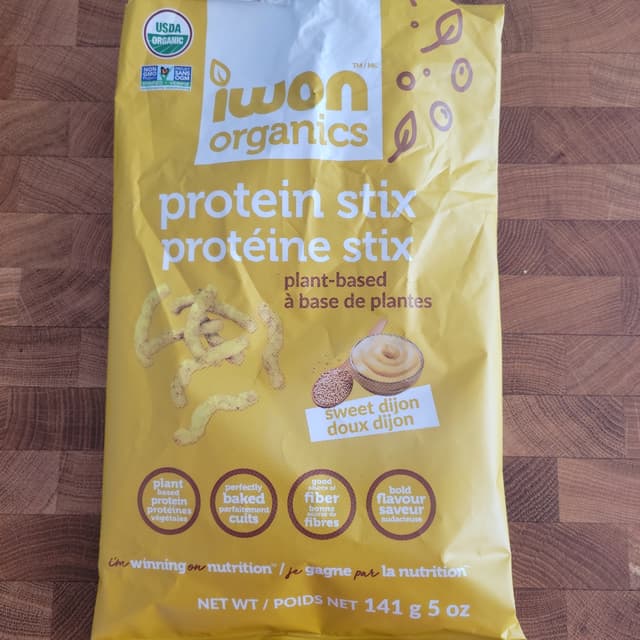 USDA
ORGANIC
NON
GMO
SANS
OGM
iwon
TM / MC
organics
protein stix
protéine stix
plant-based
à base de plantes
sweet dijon
doux dijon
plant
based
protein
protéines
végétales
perfectly
baked
parfaitement
cuits
good
source of
fiber
bonne
source de
fibres
bold
flavour
saveur
audacieuse
i'm winning on nutrition™ / je gagne par la nutrition
NET WT / POIDS NET 141 g 5 oz